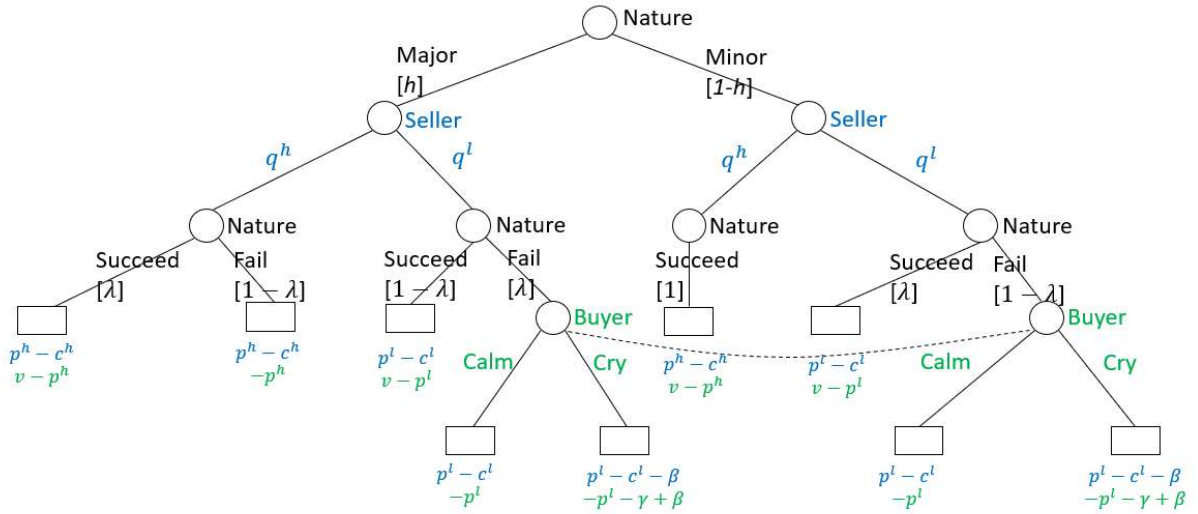 Nature
Major
[h]
Minor
[1-h]
Seller
Seller
q^h
q^l
q^h
q^l
Nature
Nature
Nature
Nature
Succeed
[λ]
Fail
[1 − λ]
Succeed
[1 − λ]
Fail
[λ]
Succeed
[1]
Succeed
[λ]
Fail
[1 − λ]
Buyer
Buyer
p^h − c^h
v − p^h
p^h − c^h
−p^h
p^l − c^l
v − p^l
p^h − c^h
v − p^h
p^l − c^l
v − p^l
Calm
Cry
Calm
Cry
p^l − c^l
−p^l
p^l − c^l − β
−p^l − γ + β
p^l − c^l
−p^l
p^l − c^l − β
−p^l − γ + β